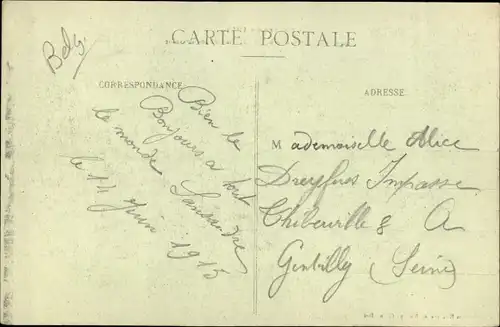 Belg.
CARTE POSTALE
CORRESPONDANCE
ADRESSE
Bien le
Bonjours a tout
le monde
le 14 Juin 1915
Mademoiselle Alice
Dreyfus Impasse
8 A
Gentilly (Seine)